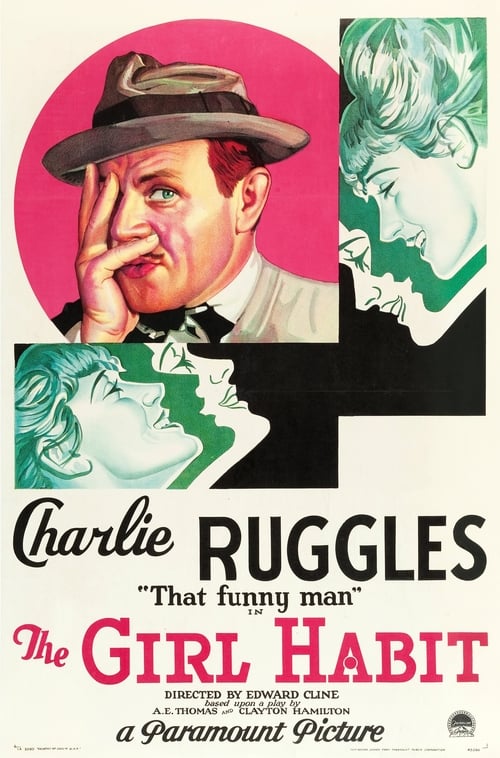 Charlie RUGGLES
"That funny man"
IN
The GIRL HABIT
DIRECTED BY EDWARD CLINE
based upon a play by
A.E. THOMAS AND CLAYTON HAMILTON
a Paramount Picture